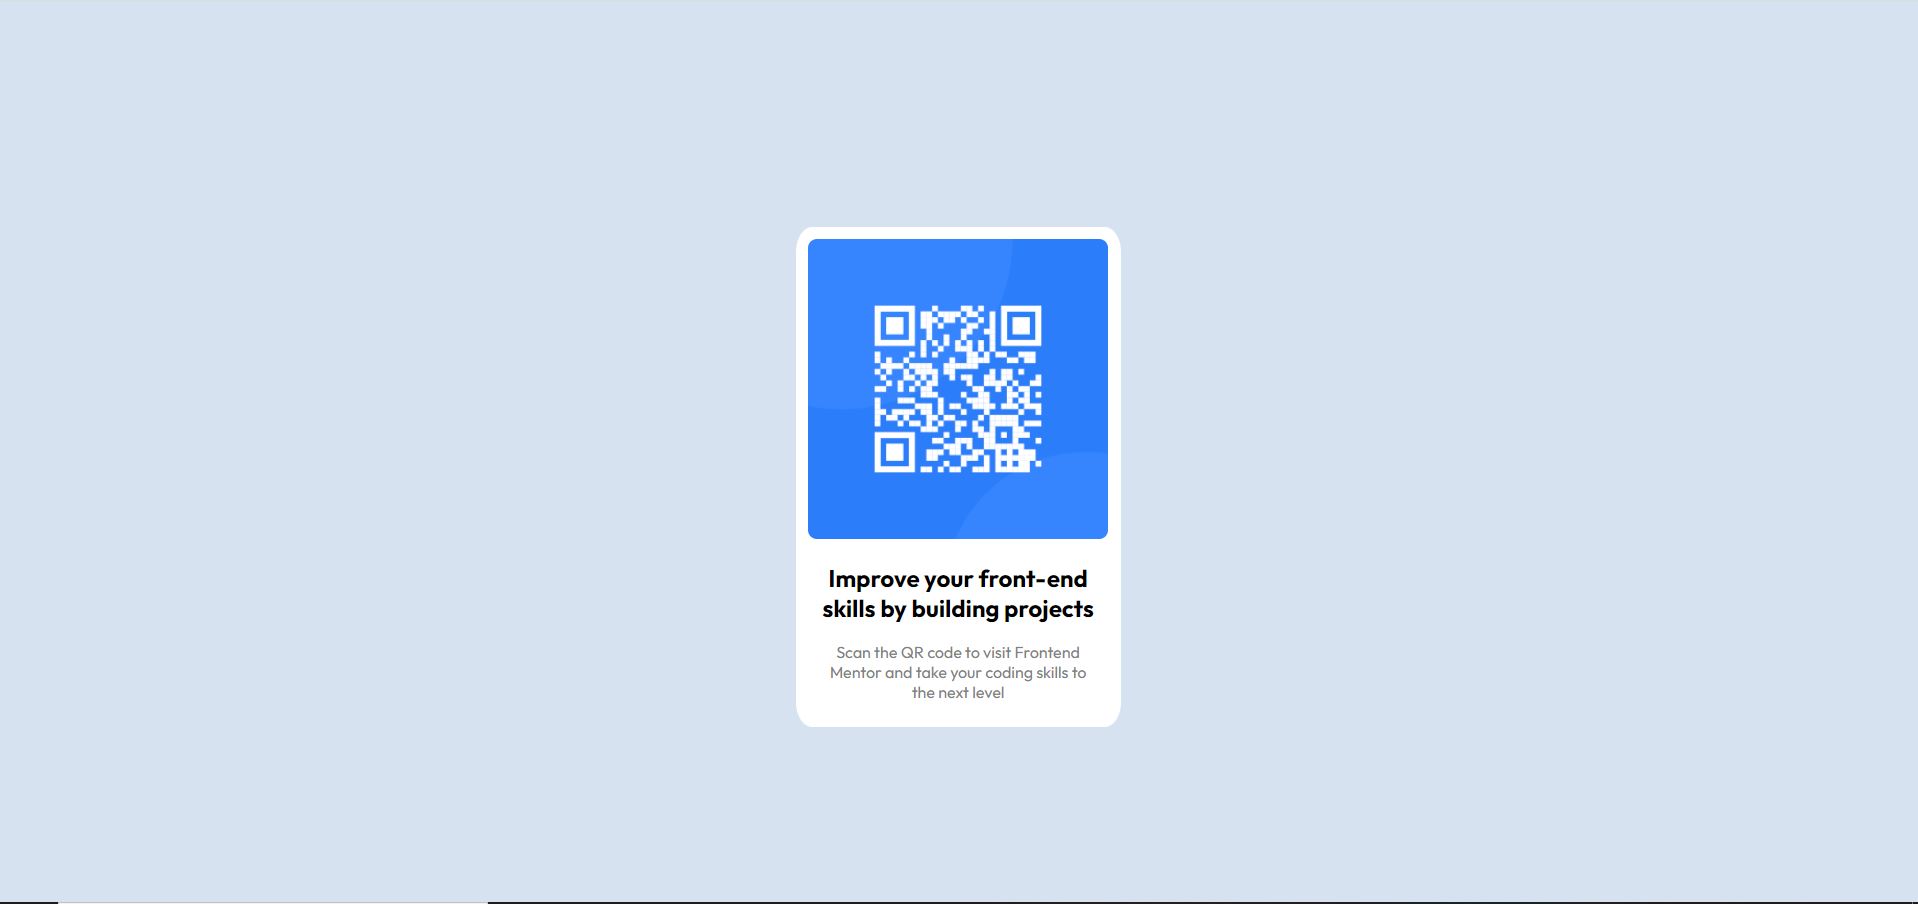 Improve your front-end
skills by building projects
Scan the QR code to visit Frontend
Mentor and take your coding skills to
the next level